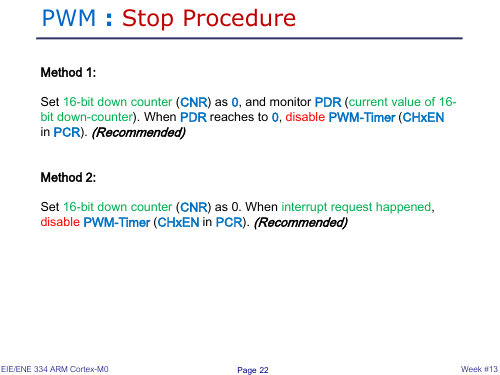 PWM : Stop Procedure
Method 1:
Set 16-bit down counter (CNR) as 0, and monitor PDR (current value of 16-
bit down-counter). When PDR reaches to 0, disable PWM-Timer (CHxEN
in PCR). (Recommended)
Method 2:
Set 16-bit down counter (CNR) as 0. When interrupt request happened,
disable PWM-Timer (CHxEN in PCR). (Recommended)
EIE/ENE 334 ARM Cortex-M0
Page 22
Week #13